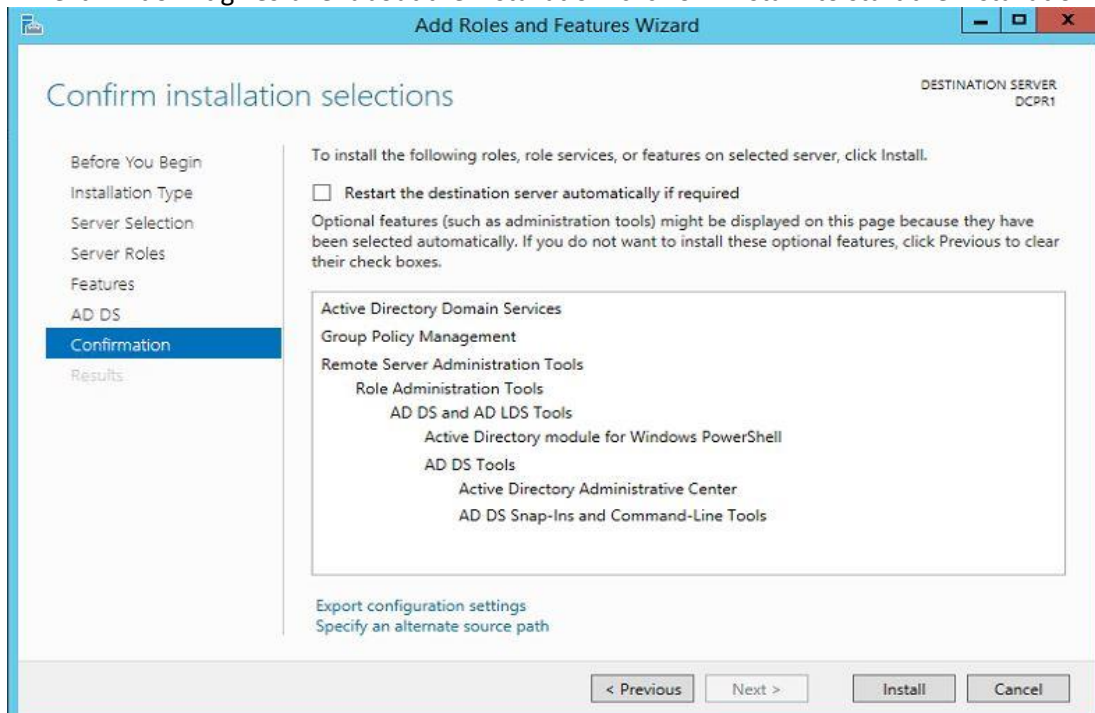 Add Roles and Features Wizard
Confirm installation selections
DESTINATION SERVER
DCPR1
Before You Begin
Installation Type
Server Selection
Server Roles
Features
AD DS
Confirmation
Results
To install the following roles, role services, or features on selected server, click Install.
Restart the destination server automatically if required
Optional features (such as administration tools) might be displayed on this page because they have
been selected automatically. If you do not want to install these optional features, click Previous to clear
their check boxes.
Active Directory Domain Services
Group Policy Management
Remote Server Administration Tools
Role Administration Tools
AD DS and AD LDS Tools
Active Directory module for Windows PowerShell
AD DS Tools
Active Directory Administrative Center
AD DS Snap-Ins and Command-Line Tools
Export configuration settings
Specify an alternate source path
< Previous
Next >
Install
Cancel